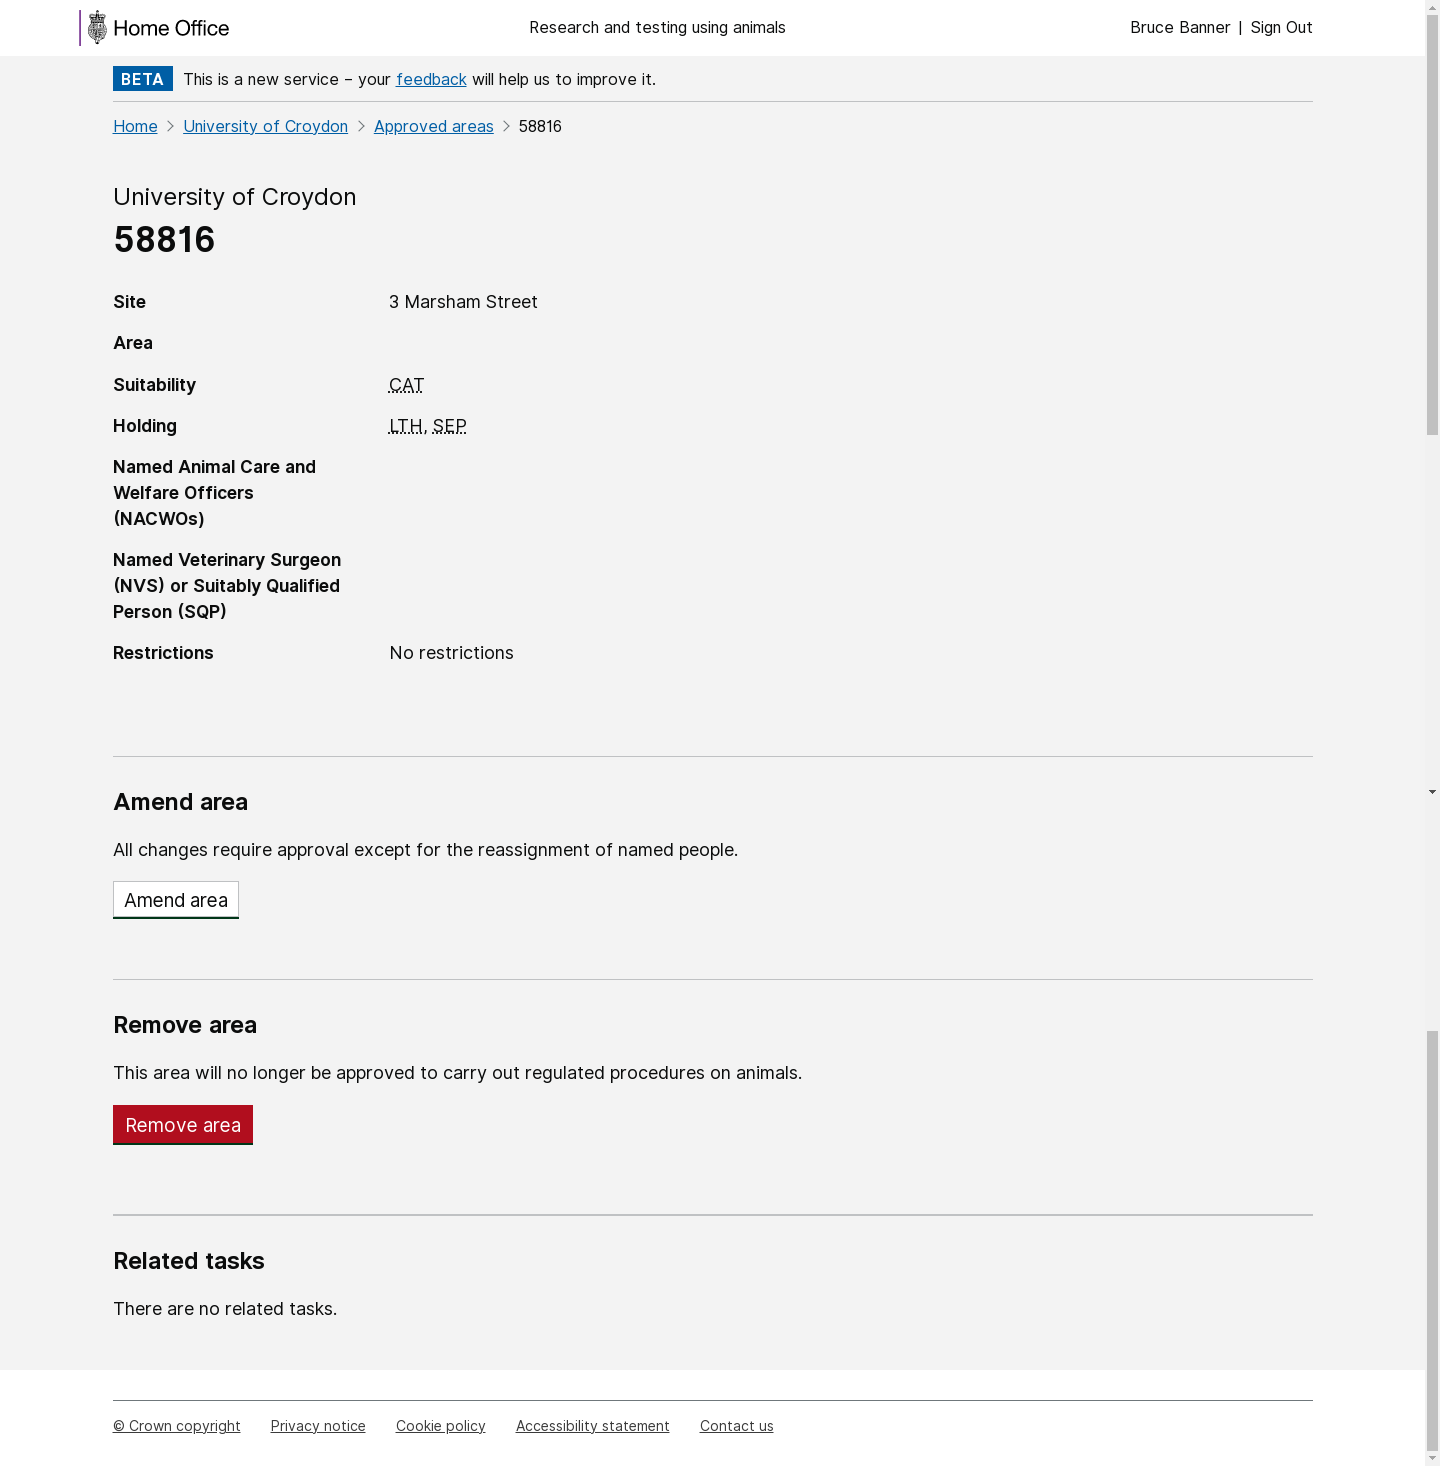 Home Office
Research and testing using animals
Bruce Banner | Sign Out
BETA This is a new service – your feedback will help us to improve it.
Home > University of Croydon > Approved areas > 58816
University of Croydon
58816
Site 3 Marsham Street
Area
Suitability CAT
Holding LTH, SEP
Named Animal Care and
Welfare Officers
(NACWOs)
Named Veterinary Surgeon
(NVS) or Suitably Qualified
Person (SQP)
Restrictions No restrictions
Amend area
All changes require approval except for the reassignment of named people.
Amend area
Remove area
This area will no longer be approved to carry out regulated procedures on animals.
Remove area
Related tasks
There are no related tasks.
© Crown copyright Privacy notice Cookie policy Accessibility statement Contact us